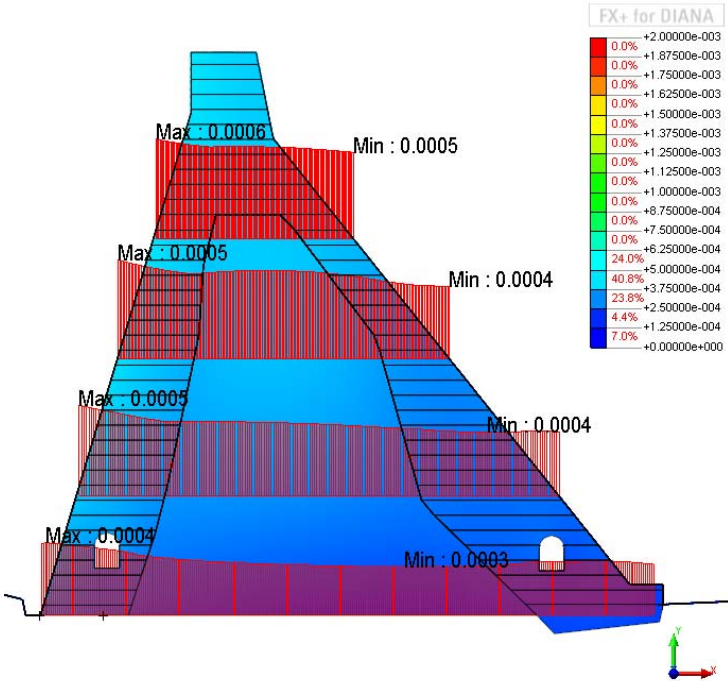 FX+ for DIANA
+2.00000e-003
0.0%
+1.87500e-003
0.0%
+1.75000e-003
0.0%
+1.62500e-003
0.0%
+1.50000e-003
0.0%
+1.37500e-003
0.0%
+1.25000e-003
0.0%
+1.12500e-003
0.0%
+1.00000e-003
0.0%
+8.75000e-004
0.0%
+7.50000e-004
0.0%
+6.25000e-004
24.0%
+5.00000e-004
40.8%
+3.75000e-004
23.8%
+2.50000e-004
4.4%
+1.25000e-004
7.0%
+0.00000e+000
Max : 0.0006
Min : 0.0005
Max : 0.0005
Min : 0.0004
Max : 0.0005
Min : 0.0004
Max : 0.0004
Min : 0.0003
Y
X